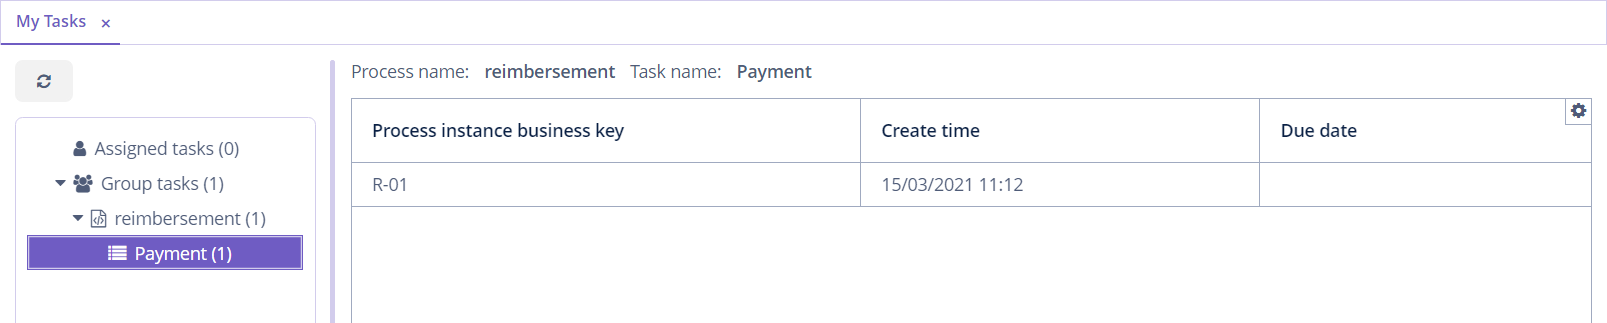 My Tasks ×
Process name: reimbersement Task name: Payment
Assigned tasks (0)
Group tasks (1)
reimbersement (1)
Payment (1)
Process instance business key Create time Due date
R-01 15/03/2021 11:12